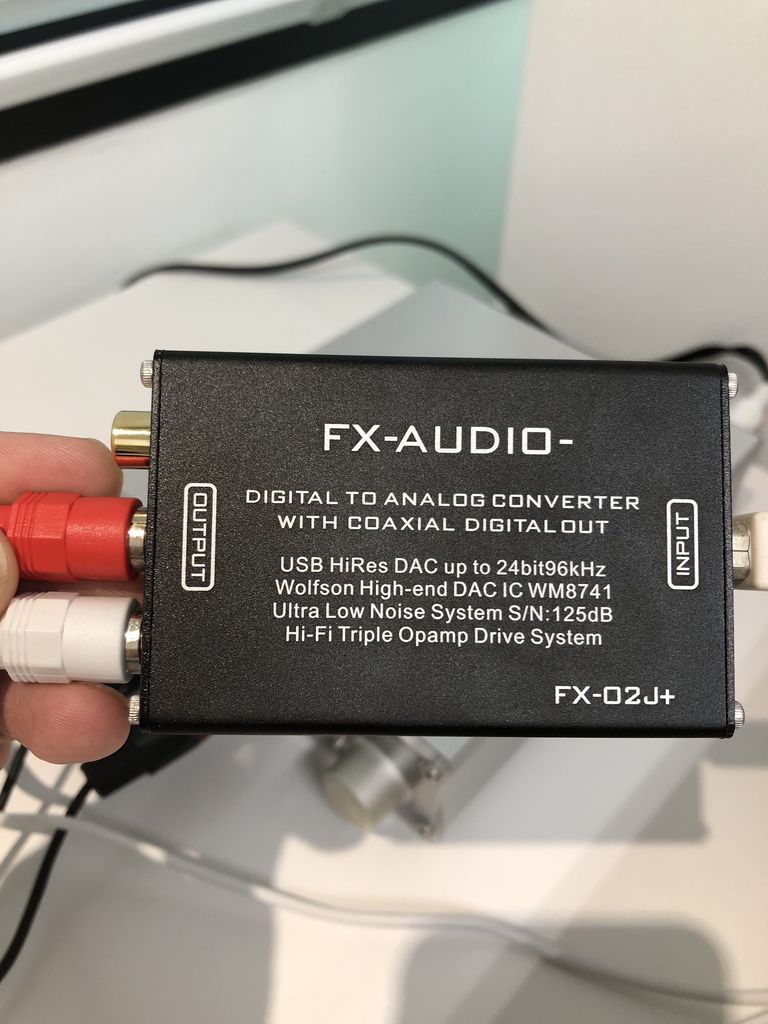 FX-AUDIO-
OUTPUT
DIGITAL TO ANALOG CONVERTER
WITH COAXIAL DIGITAL OUT
INPUT
USB HiRes DAC up to 24bit96kHz
Wolfson High-end DAC IC WM8741
Ultra Low Noise System S/N:125dB
Hi-Fi Triple Opamp Drive System
FX-02J+